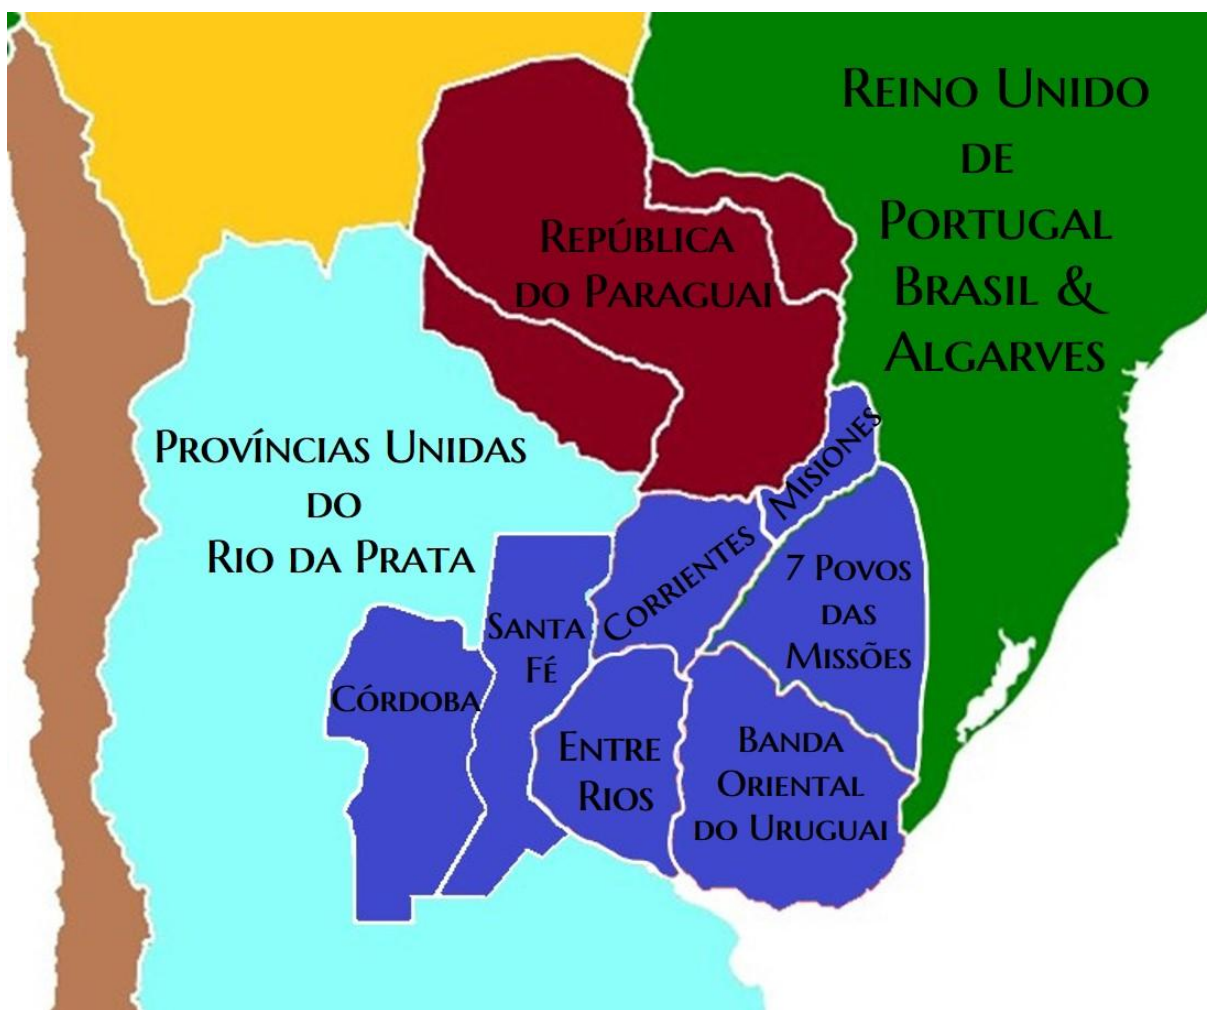 Reino Unido
de
Portugal
Brasil &
Algarves
República
do Paraguai
Províncias Unidas
do
Rio da Prata
Misiones
Corrientes
7 Povos
das
Missões
Santa
Fé
Córdoba
Entre
Rios
Banda
Oriental
do Uruguai